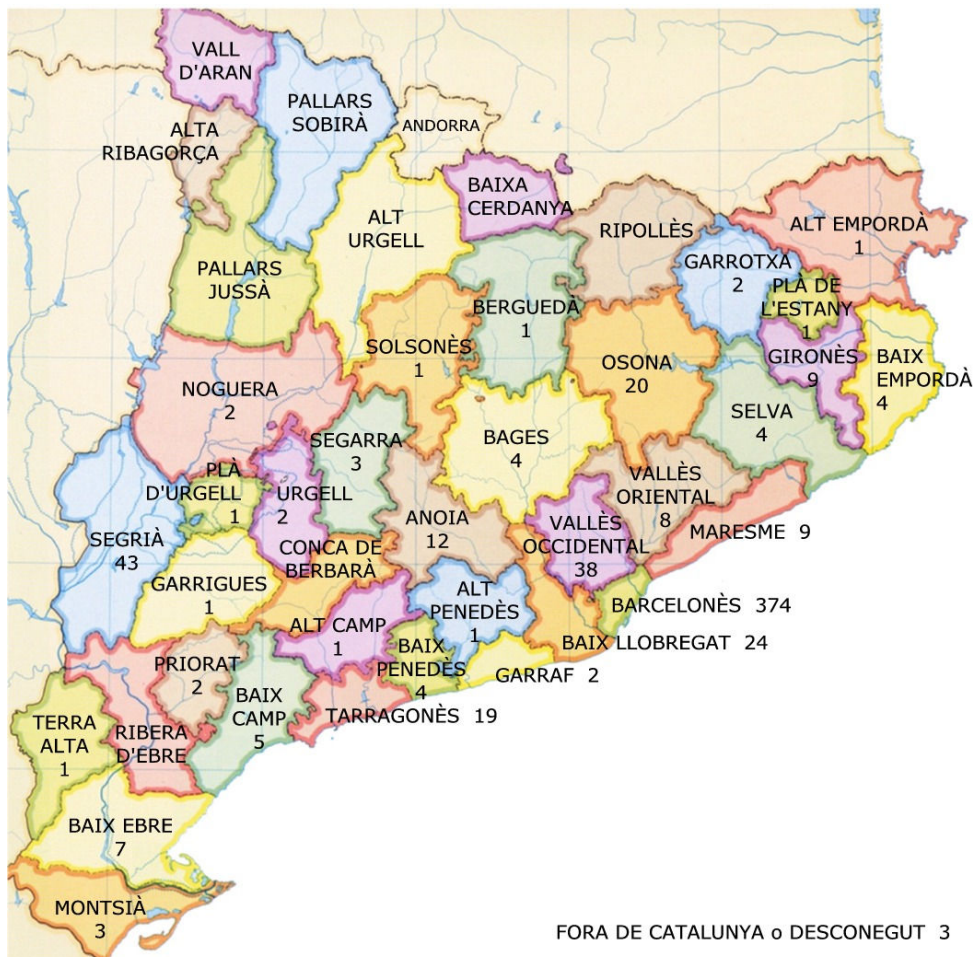 VALL
D'ARAN
PALLARS
SOBIRÀ
ALTA
RIBAGORÇA
ANDORRA
BAIXA
CERDANYA
ALT
URGELL
RIPOLLÈS
ALT EMPORDÀ
1
GARROTXA
2
PALLARS
JUSSÀ
PLÀ DE
L'ESTANY
1
BERGUEDÀ
1
SOLSONÈS
1
OSONA
20
GIRONÈS
9
BAIX
EMPORDÀ
4
NOGUERA
2
SELVA
4
SEGARRA
3
BAGES
4
PLÀ
D'URGELL
1
URGELL
2
VALLÈS
ORIENTAL
8
ANOIA
12
VALLÈS
OCCIDENTAL
38
MARESME 9
SEGRIÀ
43
CONCA DE
BERBARÀ
GARRIGUES
1
ALT
PENEDÈS
1
BARCELONÈS 374
ALT CAMP
1
BAIX LLOBREGAT 24
BAIX
PENEDÈS
4
PRIORAT
2
GARRAF 2
BAIX
CAMP
5
TARRAGONÈS 19
TERRA
ALTA
1
RIBERA
D'EBRE
BAIX EBRE
7
MONTSIÀ
3
FORA DE CATALUNYA o DESCONEGUT 3